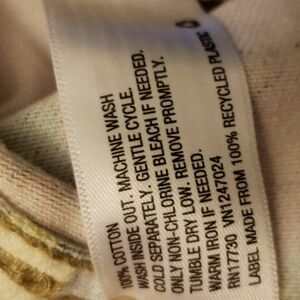 100% COTTON
MACHINE WASH
WASH INSIDE OUT. GENTLE CYCLE.
COLD SEPARATELY.
ONLY NON-CHLORINE BLEACH IF NEEDED.
TUMBLE DRY LOW. REMOVE PROMPTLY.
WARM IRON IF NEEDED.
RN17730 VN1247024
LABEL MADE FROM 100% RECYCLED PLASTIC